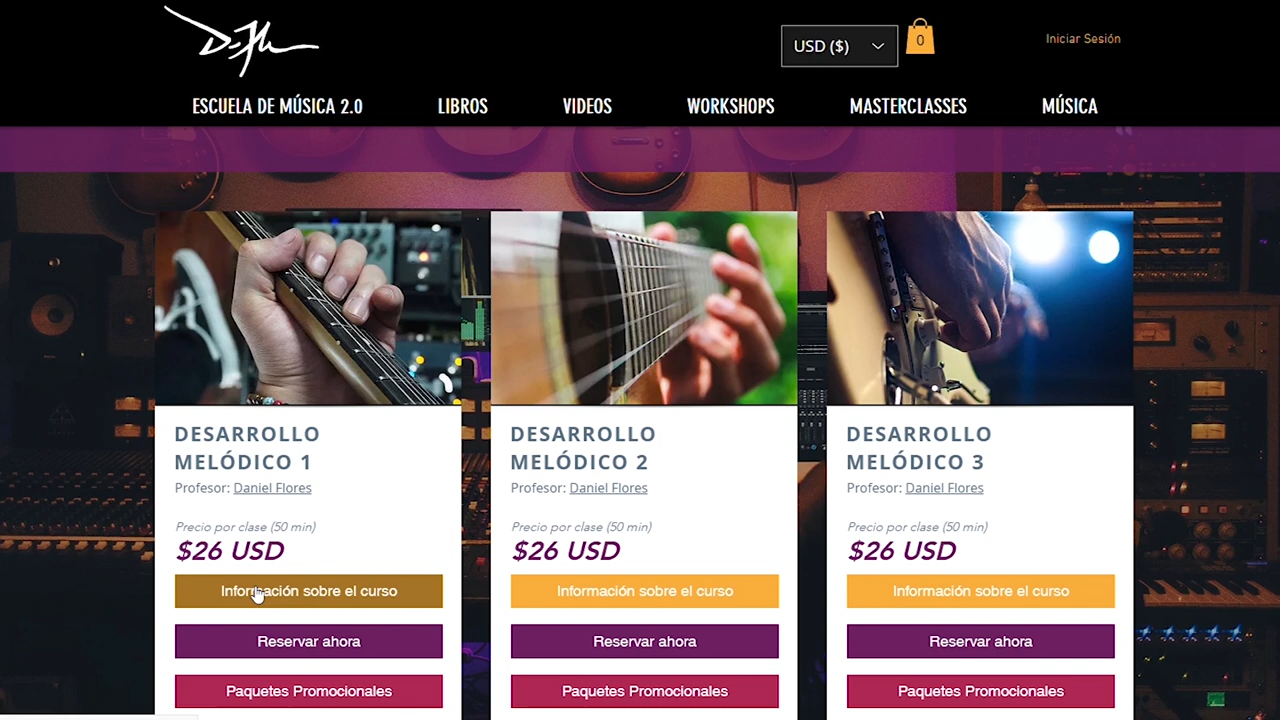 USD ($)
0
Iniciar Sesión
ESCUELA DE MÚSICA 2.0
LIBROS
VIDEOS
WORKSHOPS
MASTERCLASSES
MÚSICA
DESARROLLO
MELÓDICO 1
Profesor: Daniel Flores
Precio por clase (50 min)
$26 USD
Información sobre el curso
Reservar ahora
Paquetes Promocionales
DESARROLLO
MELÓDICO 2
Profesor: Daniel Flores
Precio por clase (50 min)
$26 USD
Información sobre el curso
Reservar ahora
Paquetes Promocionales
DESARROLLO
MELÓDICO 3
Profesor: Daniel Flores
Precio por clase (50 min)
$26 USD
Información sobre el curso
Reservar ahora
Paquetes Promocionales